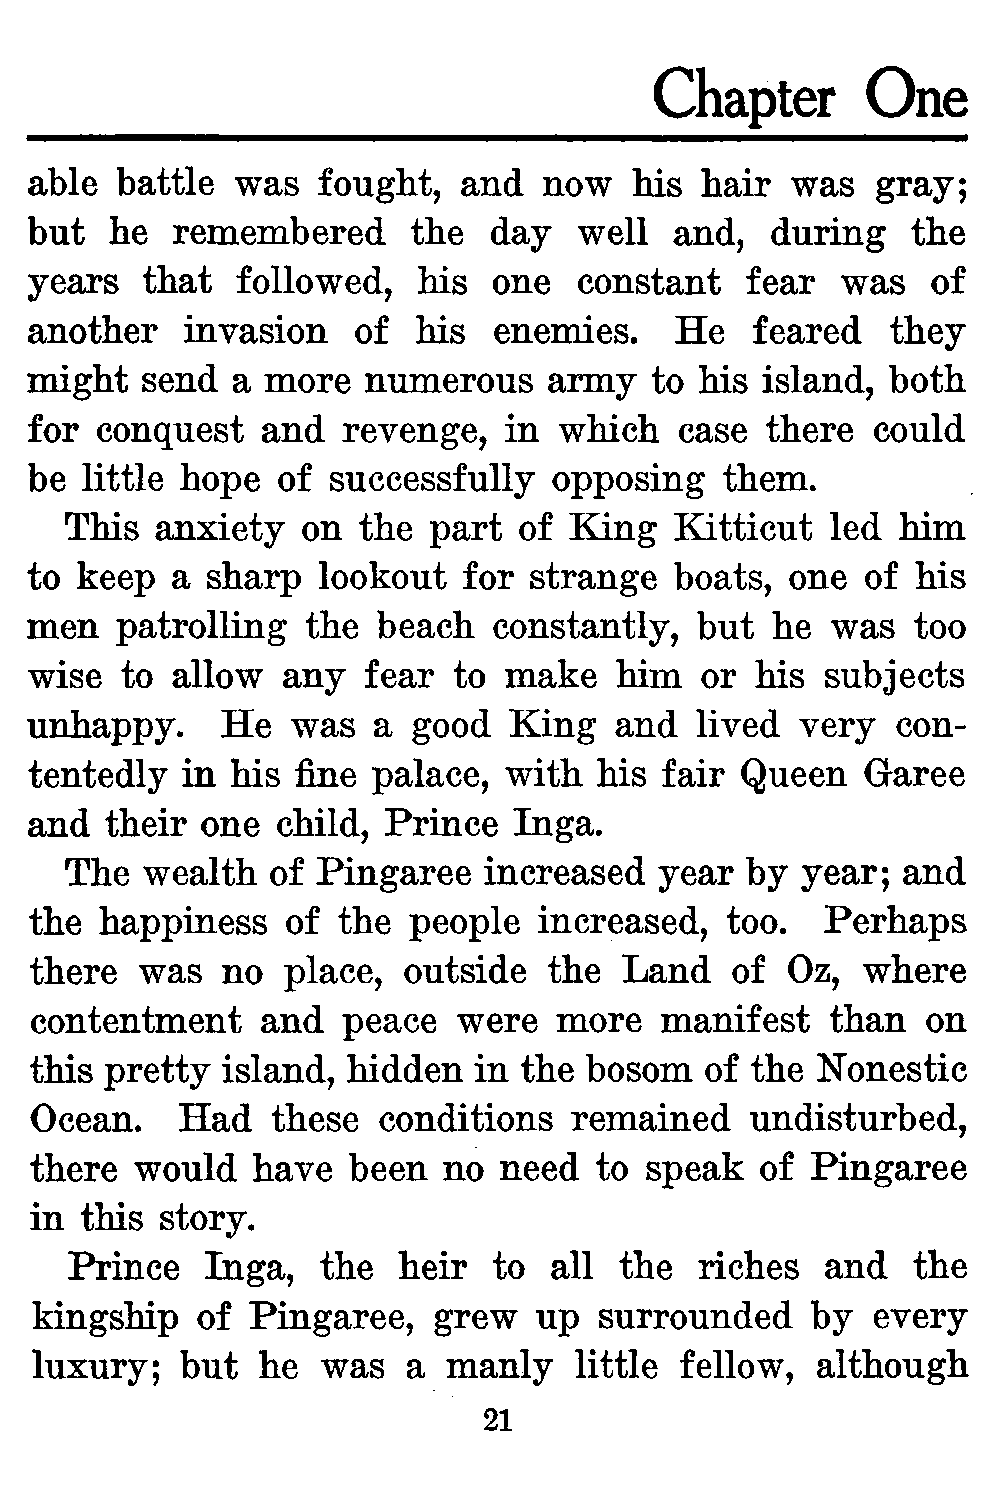 Chapter One
able battle was fought, and now his hair was gray;
but he remembered the day well and, during the
years that followed, his one constant fear was of
another invasion of his enemies. He feared they
might send a more numerous army to his island, both
for conquest and revenge, in which case there could
be little hope of successfully opposing them.
This anxiety on the part of King Kitticut led him
to keep a sharp lookout for strange boats, one of his
men patrolling the beach constantly, but he was too
wise to allow any fear to make him or his subjects
unhappy. He was a good King and lived very con-
tentedly in his fine palace, with his fair Queen Garee
and their one child, Prince Inga.
The wealth of Pingaree increased year by year; and
the happiness of the people increased, too. Perhaps
there was no place, outside the Land of Oz, where
contentment and peace were more manifest than on
this pretty island, hidden in the bosom of the Nonestic
Ocean. Had these conditions remained undisturbed,
there would have been no need to speak of Pingaree
in this story.
Prince Inga, the heir to all the riches and the
kingship of Pingaree, grew up surrounded by every
luxury; but he was a manly little fellow, although
21